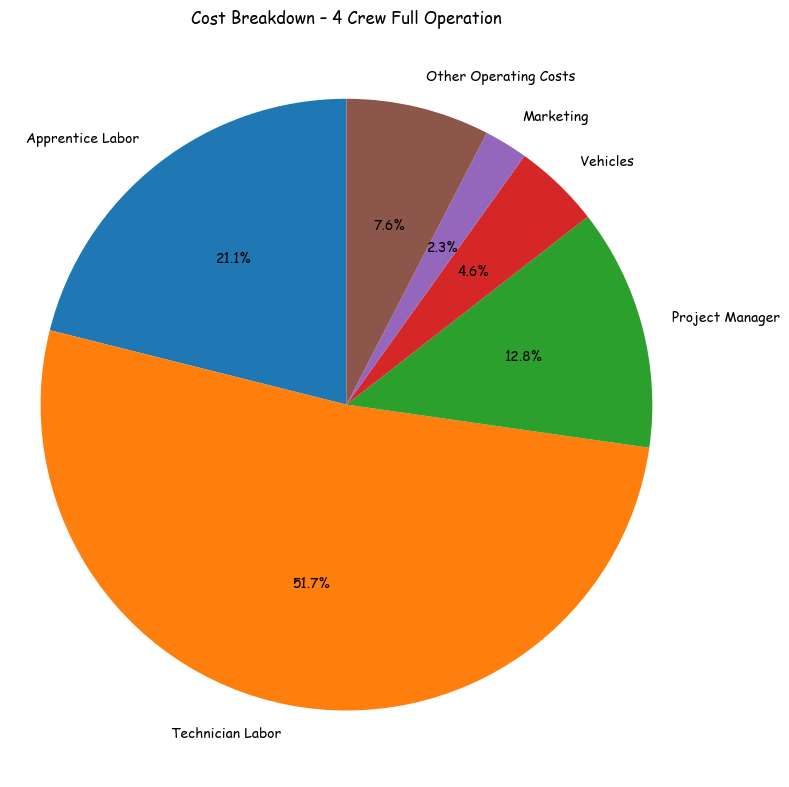 Cost Breakdown – 4 Crew Full Operation
Other Operating Costs
Marketing
Apprentice Labor
Vehicles
7.6%
2.3%
21.1%
4.6%
Project Manager
12.8%
51.7%
Technician Labor